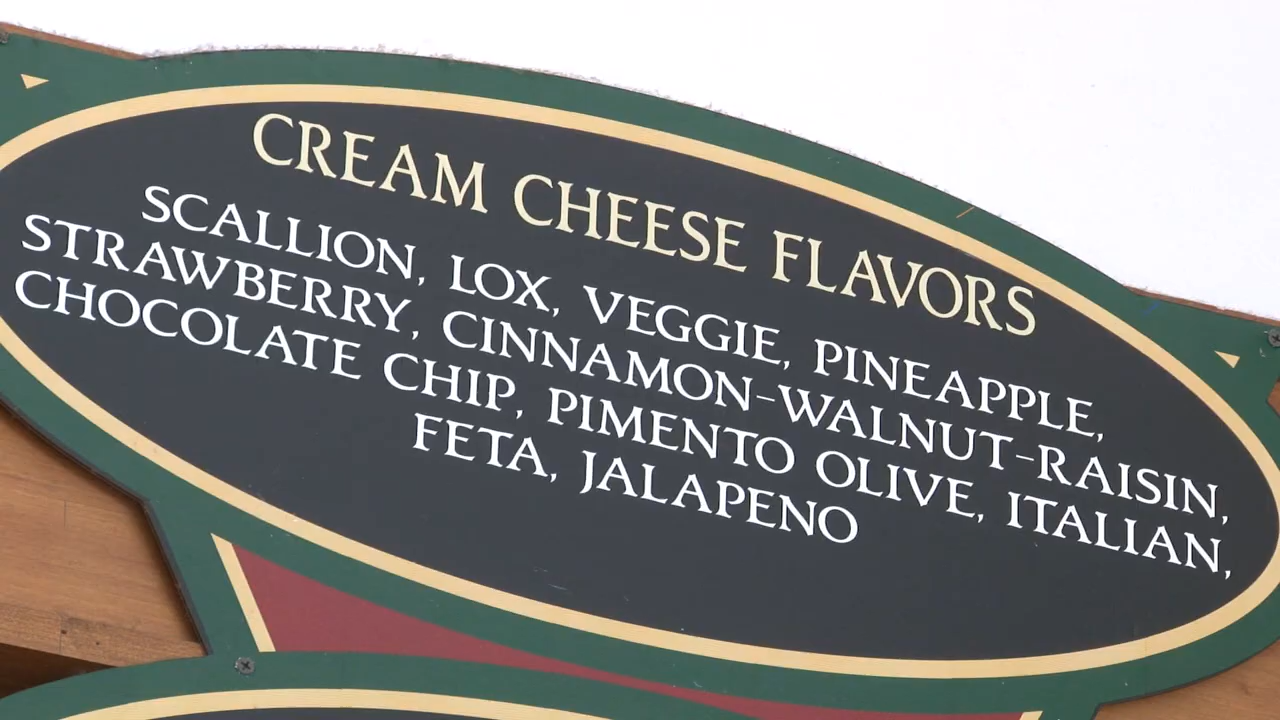 CREAM CHEESE FLAVORS
SCALLION, LOX, VEGGIE, PINEAPPLE,
STRAWBERRY, CINNAMON-WALNUT-RAISIN,
CHOCOLATE CHIP, PIMENTO OLIVE, ITALIAN,
FETA, JALAPENO